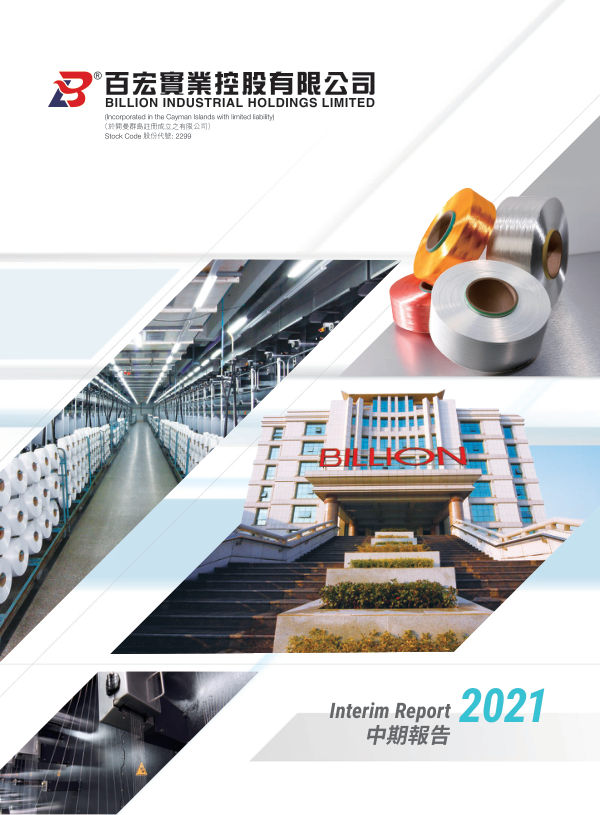 ®
百宏實業控股有限公司
BILLION INDUSTRIAL HOLDINGS LIMITED
(Incorporated in the Cayman Islands with limited liability)
(於開曼群島註冊成立之有限公司)
Stock Code 股份代號: 2299
BILLION
Interim Report 2021
中期報告